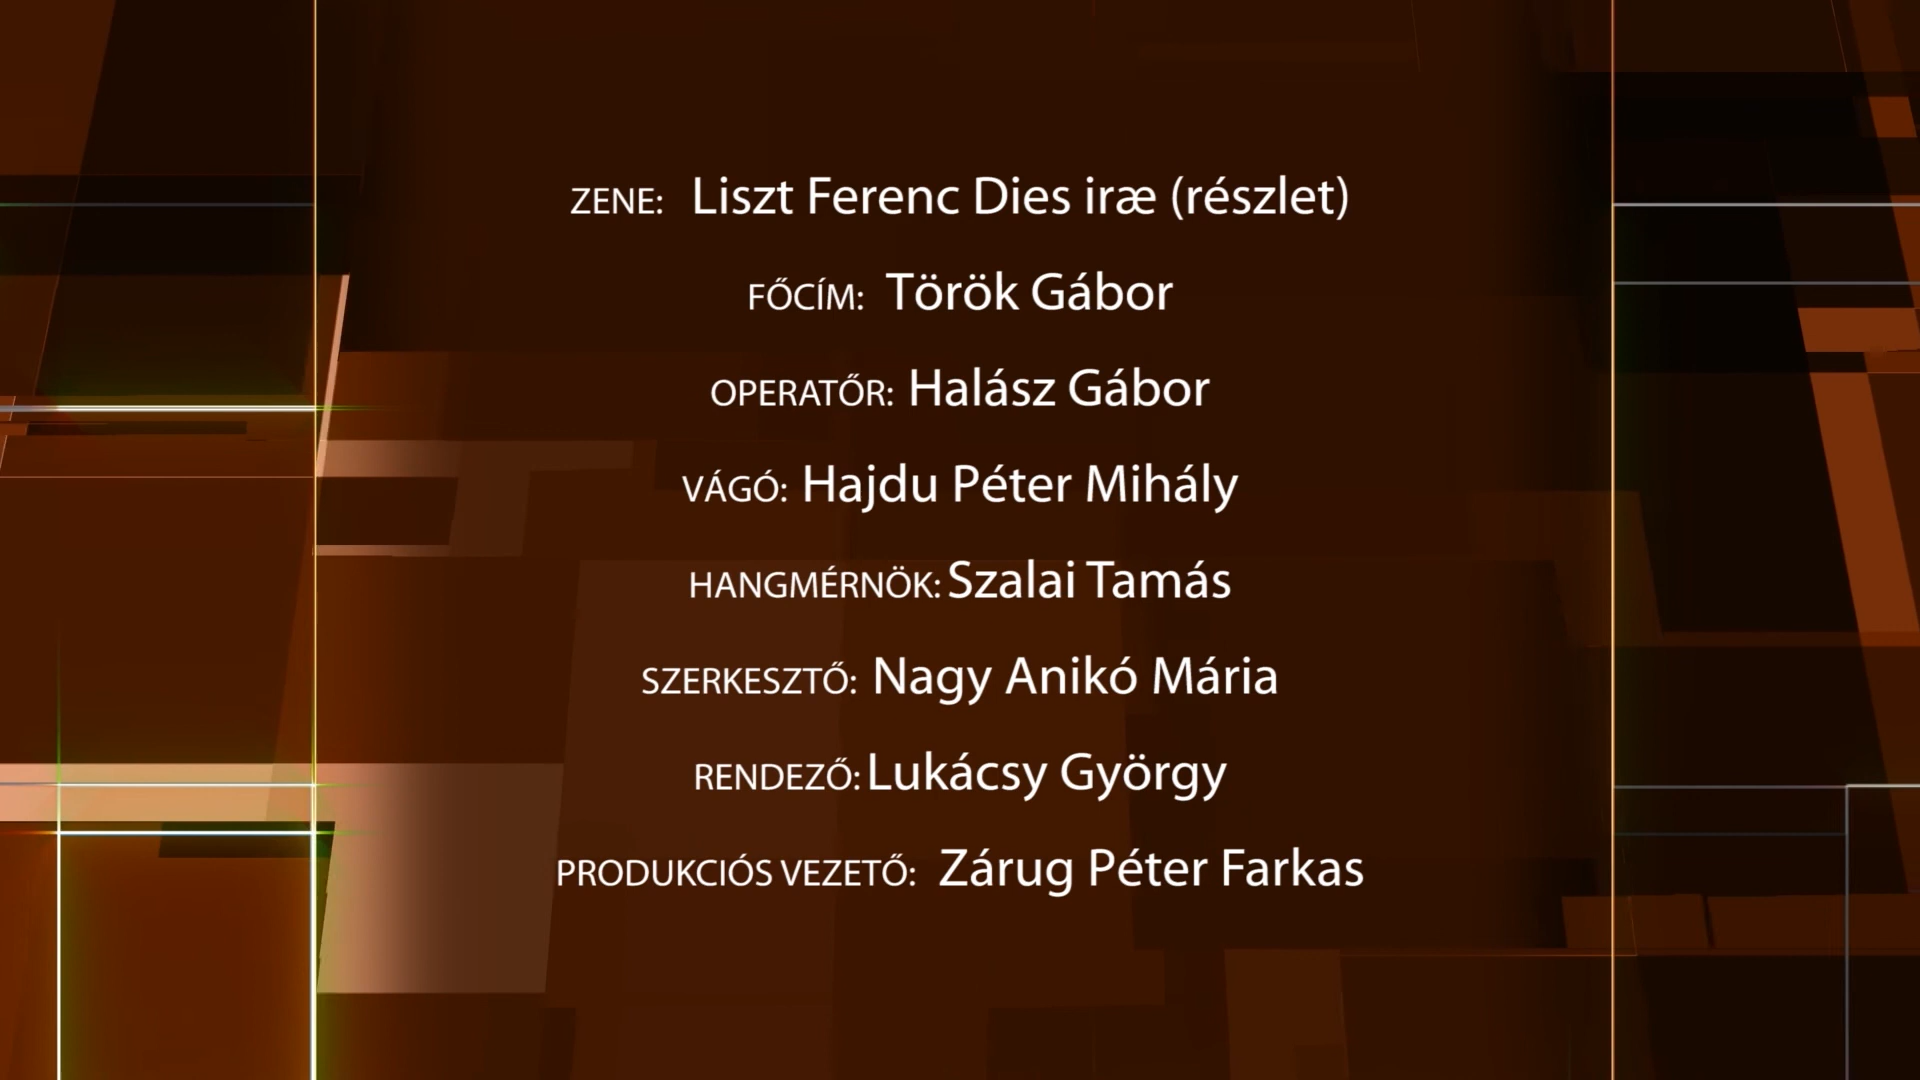 ZENE: Liszt Ferenc Dies iræ (részlet)
FŐCÍM: Török Gábor
OPERATŐR: Halász Gábor
VÁGÓ: Hajdu Péter Mihály
HANGMÉRNÖK: Szalai Tamás
SZERKESZTŐ: Nagy Anikó Mária
RENDEZŐ: Lukácsy György
PRODUKCIÓS VEZETŐ: Zárug Péter Farkas